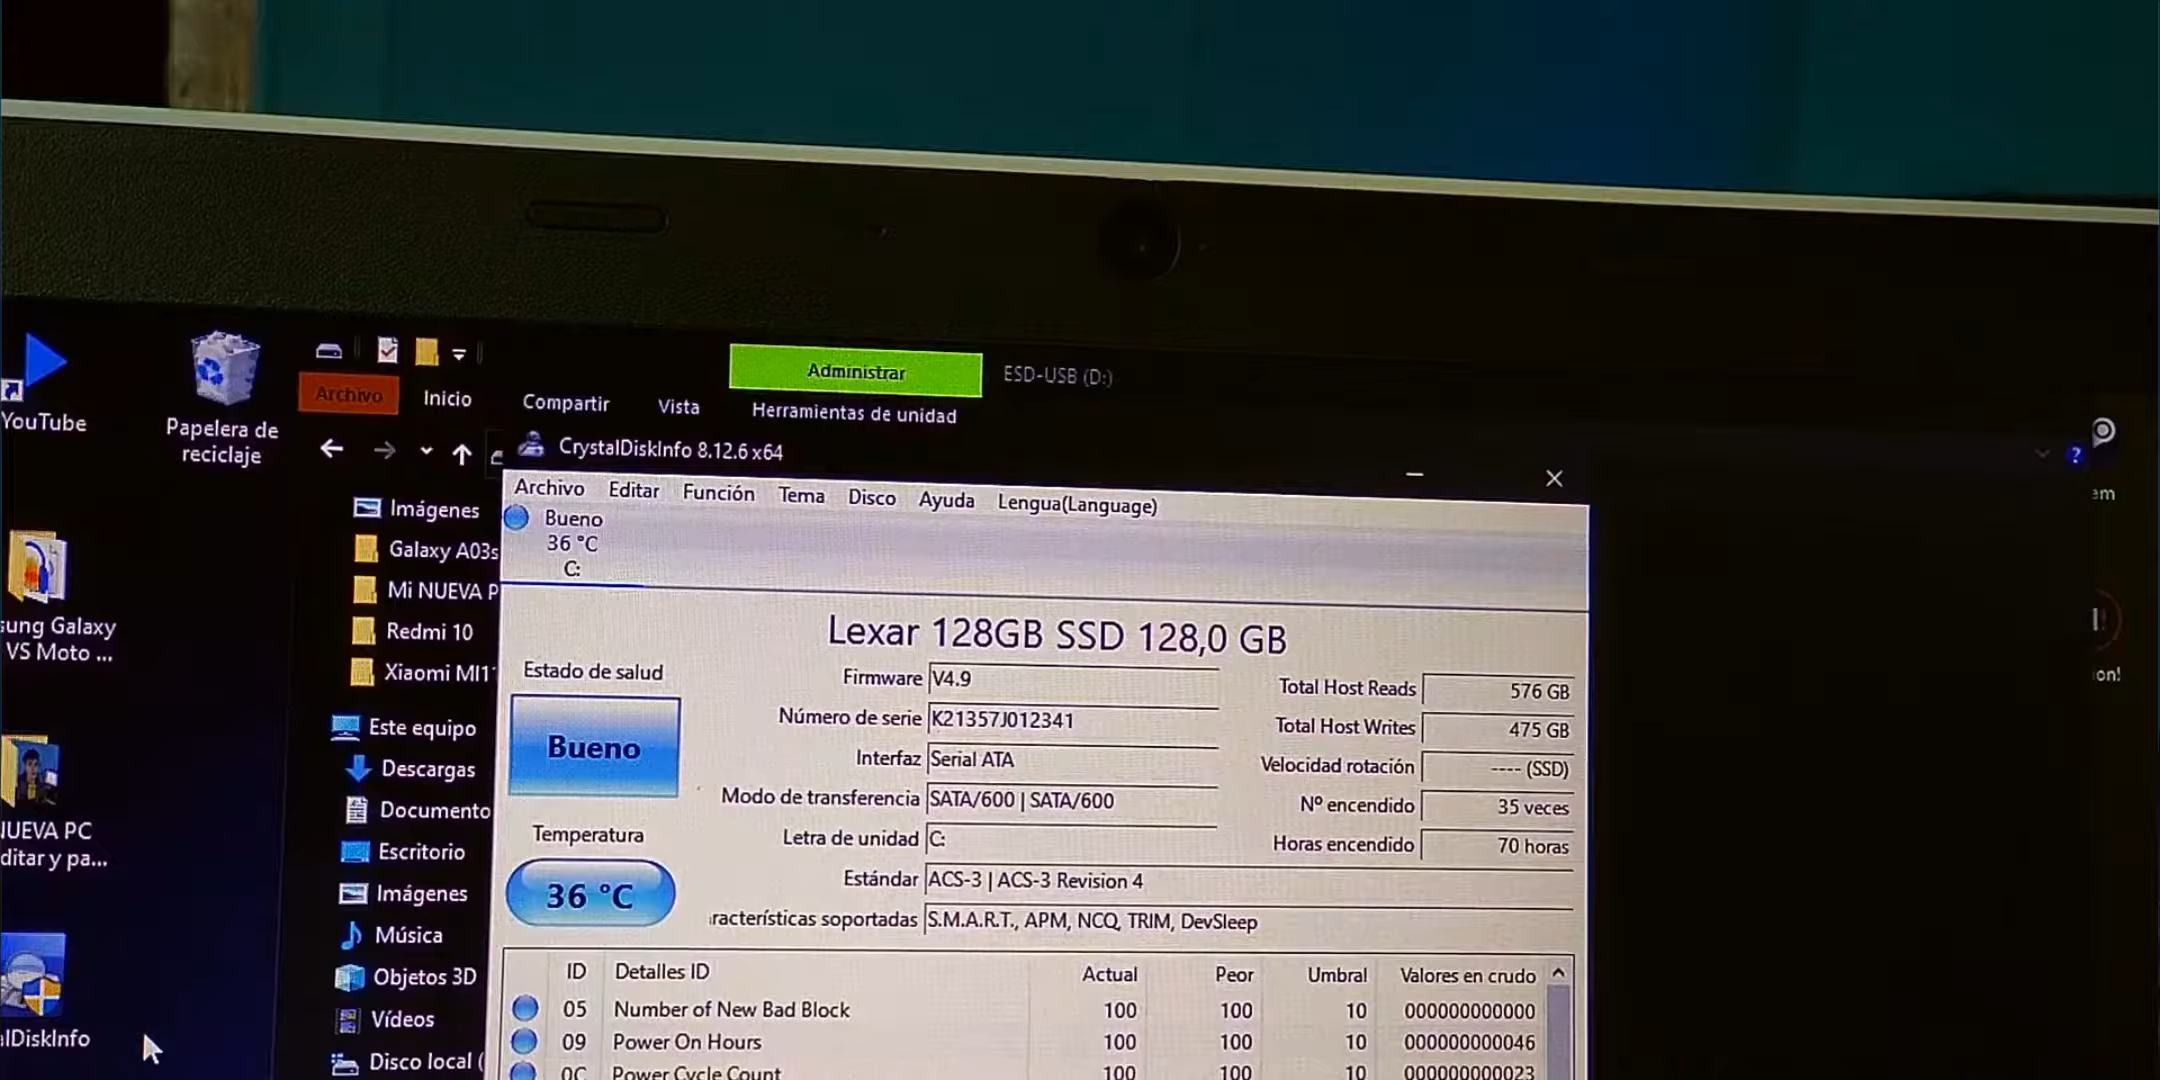 YouTube
Papelera de
reciclaje
Archivo
Inicio
Compartir
Vista
Administrar
Herramientas de unidad
ESD-USB (D:)
CrystalDiskInfo 8.12.6 x64
Archivo Editar Función Tema Disco Ayuda Lengua(Language)
Bueno
36 °C
C:
Lexar 128GB SSD 128,0 GB
Estado de salud
Bueno
Temperatura
36 °C
Firmware V4.9
Número de serie K21357J012341
Interfaz Serial ATA
Modo de transferencia SATA/600 | SATA/600
Letra de unidad C:
Estándar ACS-3 | ACS-3 Revision 4
racterísticas soportadas S.M.A.R.T., APM, NCQ, TRIM, DevSleep
Total Host Reads 576 GB
Total Host Writes 475 GB
Velocidad rotación ---- (SSD)
Nº encendido 35 veces
Horas encendido 70 horas
ID Detalles ID Actual Peor Umbral Valores en crudo
05 Number of New Bad Block 100 100 10 000000000000
09 Power On Hours 100 100 10 000000000046
0C Power Cycle Count 100 100 10 000000000023
Imágenes
Galaxy A03s
Mi NUEVA P
Redmi 10
Xiaomi MI1
Este equipo
Descargas
Documento
Escritorio
Imágenes
Música
Objetos 3D
Vídeos
Disco local (
sung Galaxy
VS Moto ...
NUEVA PC
ditar y pa...
alDiskInfo
em
on!